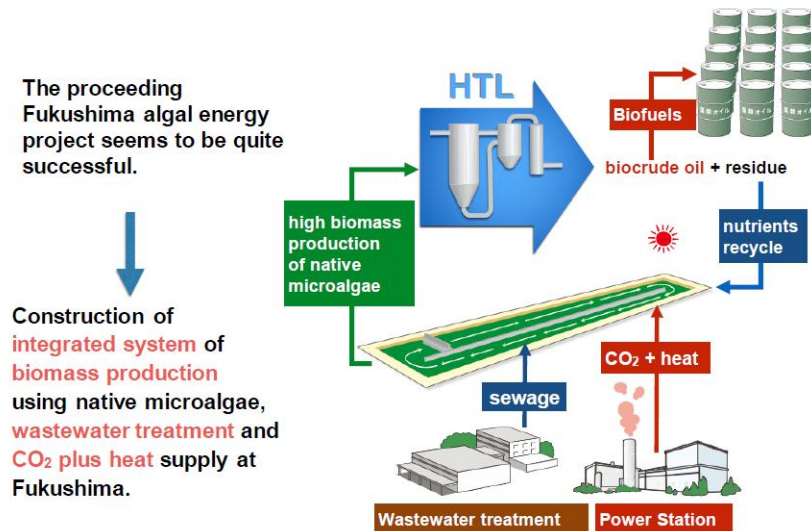 The proceeding
Fukushima algal energy
project seems to be quite
successful.
Construction of
integrated system of
biomass production
using native microalgae,
wastewater treatment and
CO₂ plus heat supply at
Fukushima.
HTL
Biofuels
biocrude oil + residue
high biomass
production
of native
microalgae
nutrients
recycle
CO₂ + heat
sewage
Wastewater treatment
Power Station